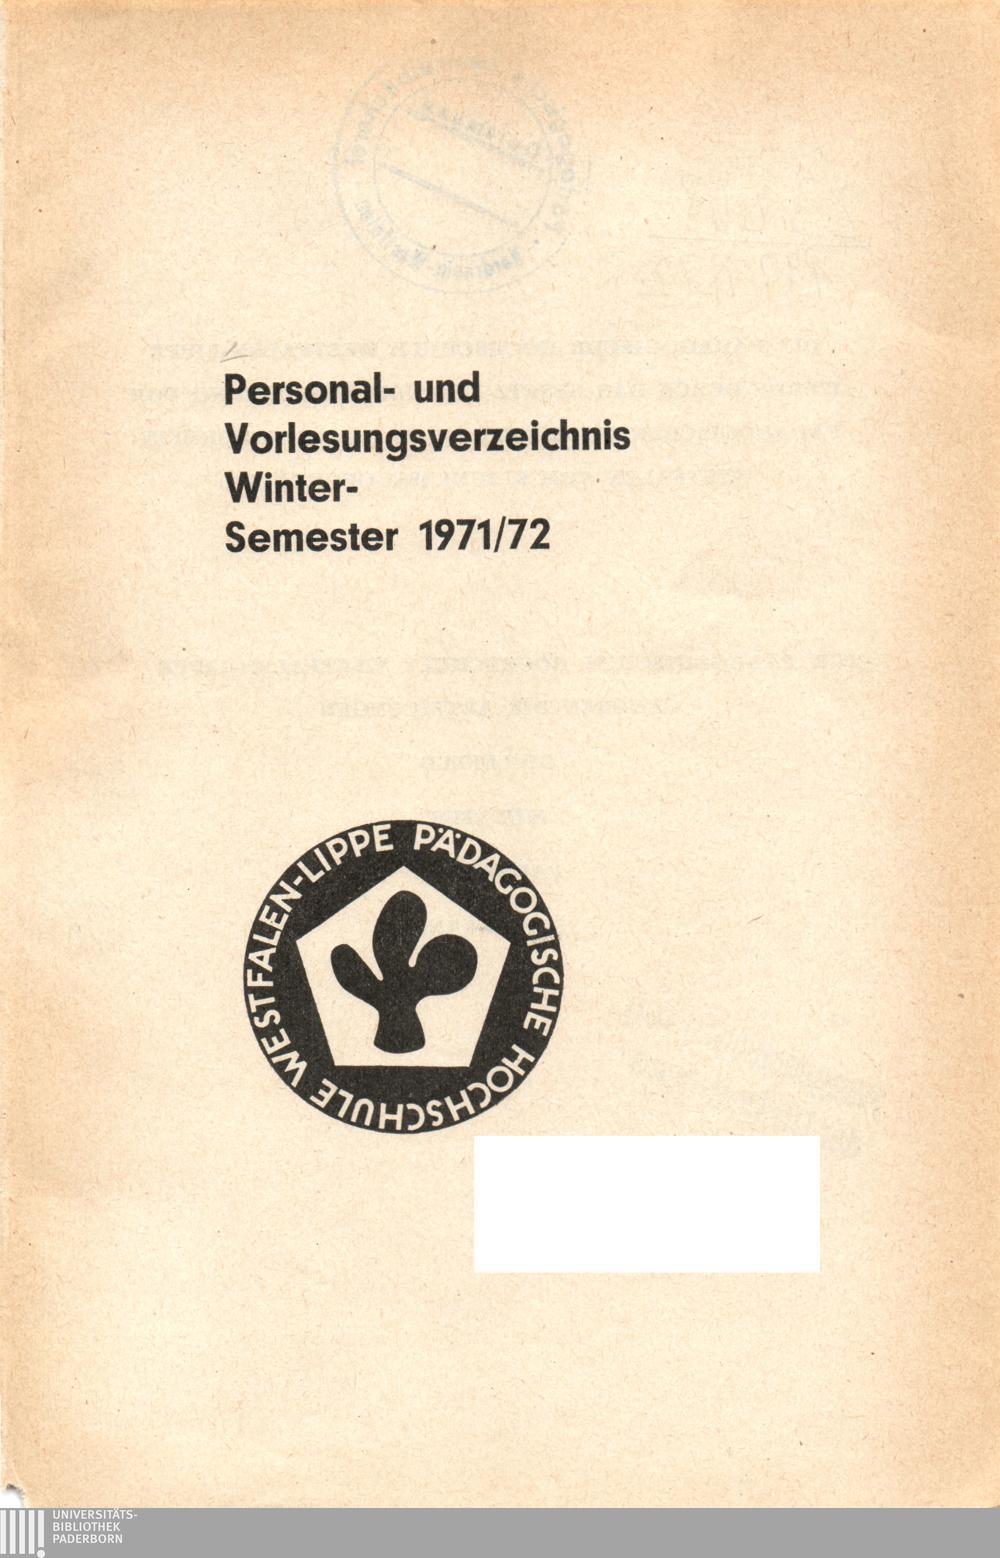 Personal- und
Vorlesungsverzeichnis
Winter-
Semester 1971/72
PÄDAGOGISCHE HOCHSCHULE WESTFALEN-LIPPE
UNIVERSITÄTS-
BIBLIOTHEK
PADERBORN